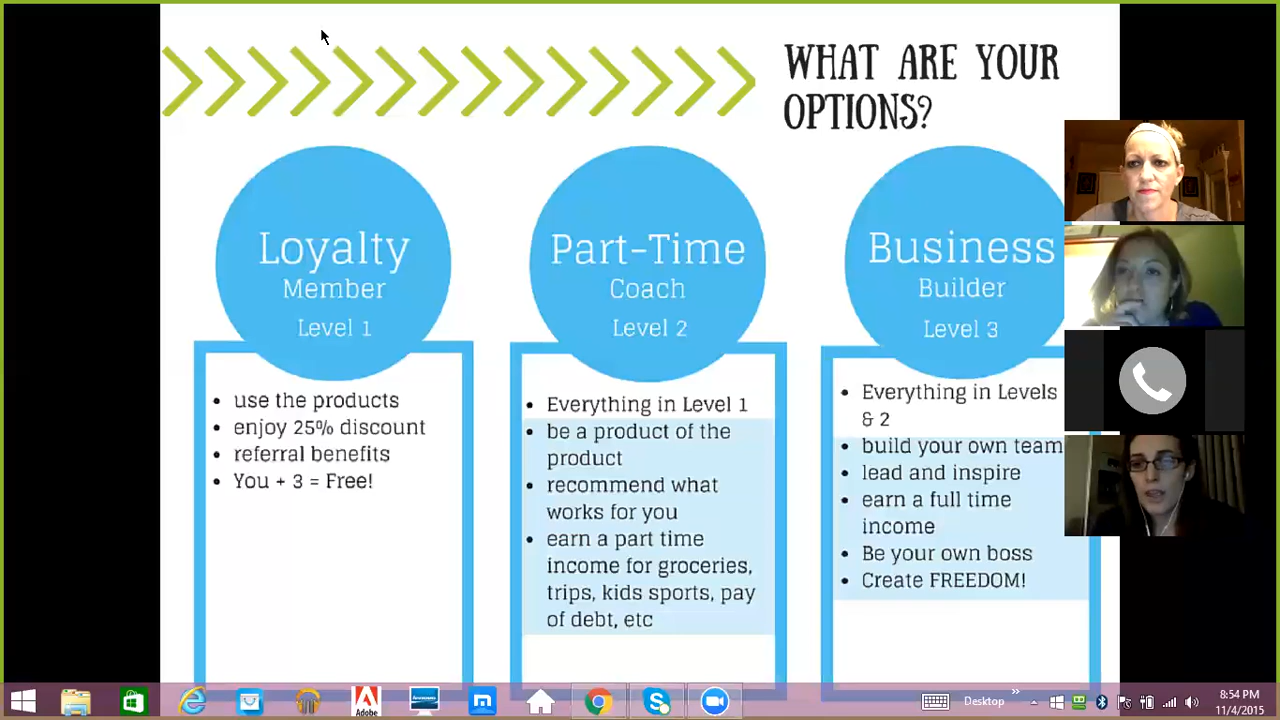 WHAT ARE YOUR
OPTIONS?
Loyalty
Member
Level 1
• use the products
• enjoy 25% discount
• referral benefits
• You + 3 = Free!
Part-Time
Coach
Level 2
• Everything in Level 1
• be a product of the
product
• recommend what
works for you
• earn a part time
income for groceries,
trips, kids sports, pay
of debt, etc
Business
Builder
Level 3
• Everything in Levels
& 2
• build your own team
• lead and inspire
• earn a full time
income
• Be your own boss
• Create FREEDOM!
Adobe
Desktop
8:54 PM
11/4/2015